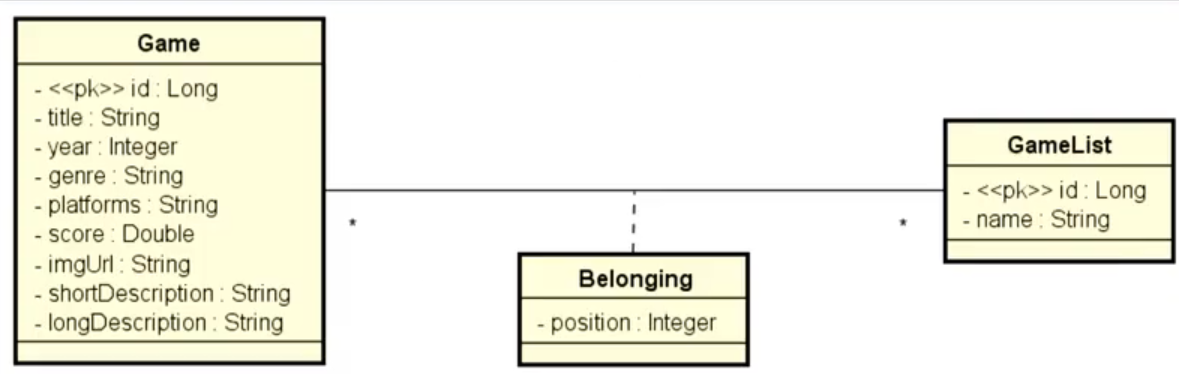 Game
- <<pk>> id : Long
- title : String
- year : Integer
- genre : String
- platforms : String
- score : Double
- imgUrl : String
- shortDescription : String
- longDescription : String
*
*
Belonging
- position : Integer
GameList
- <<pk>> id : Long
- name : String